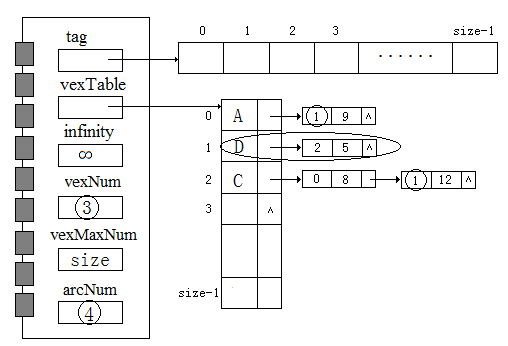 tag
0 1 2 3 size-1
······
vexTable
infinity
∞
vexNum
3
vexMaxNum
size
arcNum
4
0 A 1 9 ∧
1 D 2 5 ∧
2 C 0 8 1 12 ∧
3 ∧
size-1